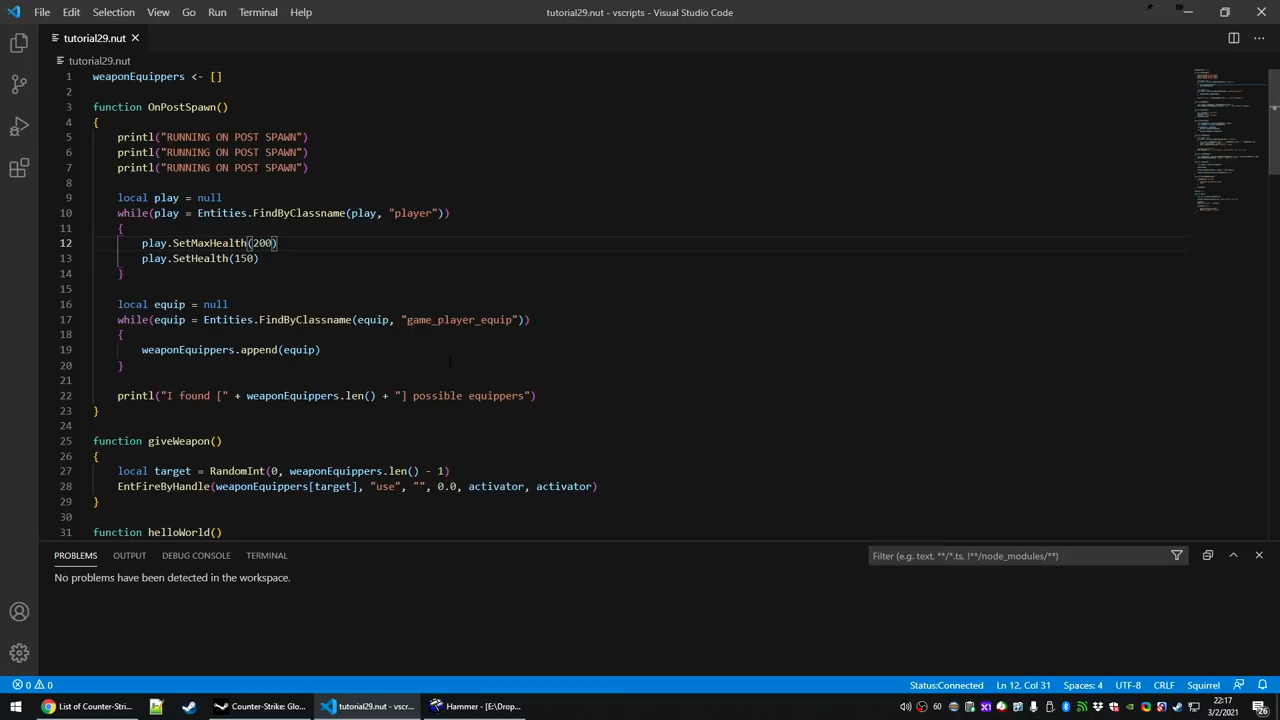 File Edit Selection View Go Run Terminal Help
tutorial29.nut • vscripts - Visual Studio Code
tutorial29.nut
tutorial29.nut
1 weaponEquippers <- []
2
3 function OnPostSpawn()
4 {
5 printl("RUNNING ON POST SPAWN")
6 printl("RUNNING ON POST SPAWN")
7 printl("RUNNING ON POST SPAWN")
8
9 local play = null
10 while(play = Entities.FindByClassname(play, "player"))
11 {
12 play.SetMaxHealth(200)
13 play.SetHealth(150)
14 }
15
16 local equip = null
17 while(equip = Entities.FindByClassname(equip, "game_player_equip"))
18 {
19 weaponEquippers.append(equip)
20 }
21
22 printl("I found [" + weaponEquippers.len() + "] possible equippers")
23 }
24
25 function giveWeapon()
26 {
27 local target = RandomInt(0, weaponEquippers.len() - 1)
28 EntFireByHandle(weaponEquippers[target], "use", "", 0.0, activator, activator)
29 }
30
31 function helloWorld()
PROBLEMS OUTPUT DEBUG CONSOLE TERMINAL
Filter (e.g. text, **/*.ts, !**/node_modules/**)
No problems have been detected in the workspace.
0 0 Status:Connected Ln 12, Col 31 Spaces: 4 UTF-8 CRLF Squirrel
List of Counter-Strik... Counter-Strike: Glo... tutorial29.nut - vscr... Hammer - [E:\Drop...
22:17
3/2/2021